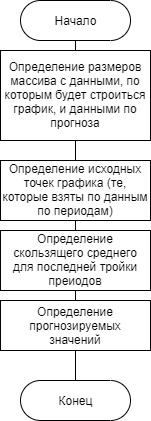 Начало
Определение размеров
массива с данными, по
которым будет строиться
график, и данными по
прогноза
Определение исходных
точек графика (те,
которые взяты по данным
по периодам)
Определение
скользящего среднего
для последней тройки
преиодов
Определение
прогнозируемых
значений
Конец